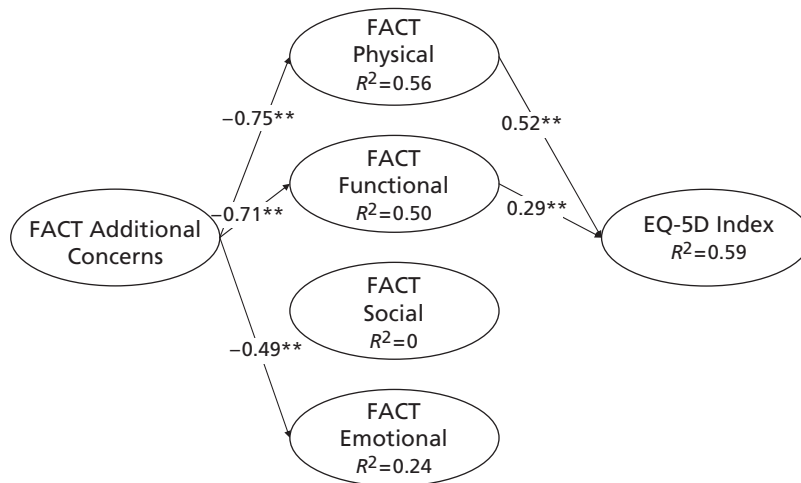 FACT
Physical
R²=0.56
−0.75**
0.52**
FACT
Functional
R²=0.50
−0.71**
0.29**
FACT Additional
Concerns
EQ-5D Index
R²=0.59
FACT
Social
R²=0
−0.49**
FACT
Emotional
R²=0.24